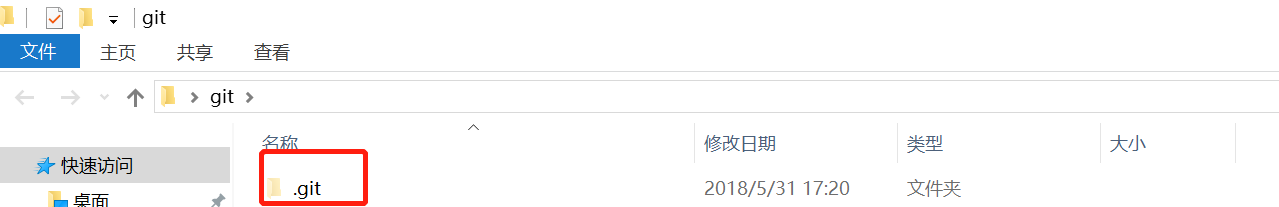 git
文件 主页 共享 查看
git
名称 修改日期 类型 大小
快速访问
.git 2018/5/31 17:20 文件夹
桌面